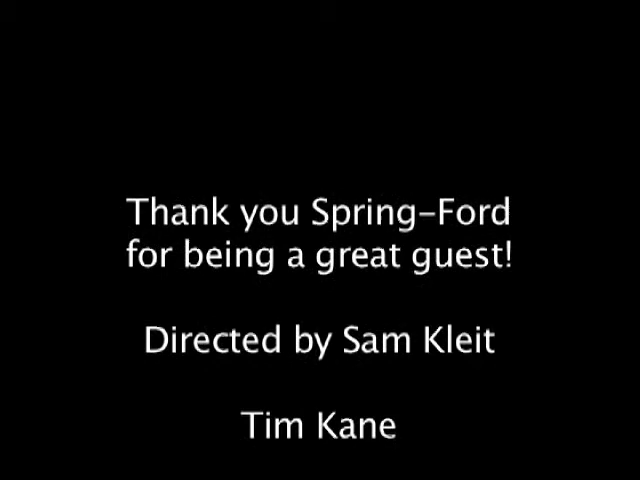 Thank you Spring-Ford
for being a great guest!
Directed by Sam Kleit
Tim Kane